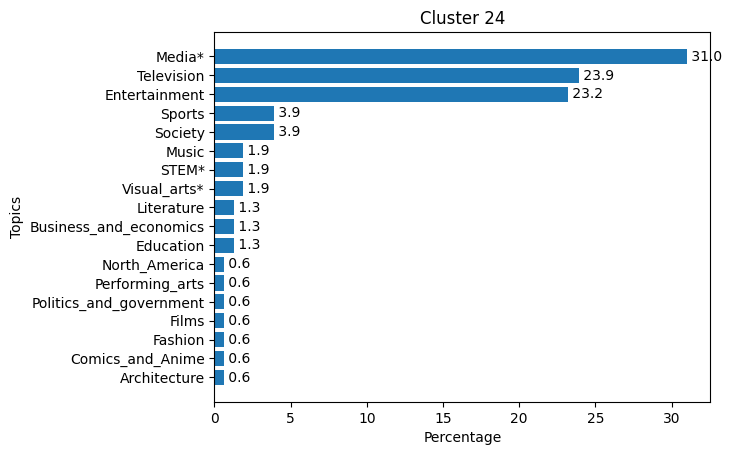 Cluster 24
Media* 31.0
Television 23.9
Entertainment 23.2
Sports 3.9
Society 3.9
Music 1.9
STEM* 1.9
Visual_arts* 1.9
Literature 1.3
Business_and_economics 1.3
Education 1.3
North_America 0.6
Performing_arts 0.6
Politics_and_government 0.6
Films 0.6
Fashion 0.6
Comics_and_Anime 0.6
Architecture 0.6
Topics
0 5 10 15 20 25 30
Percentage